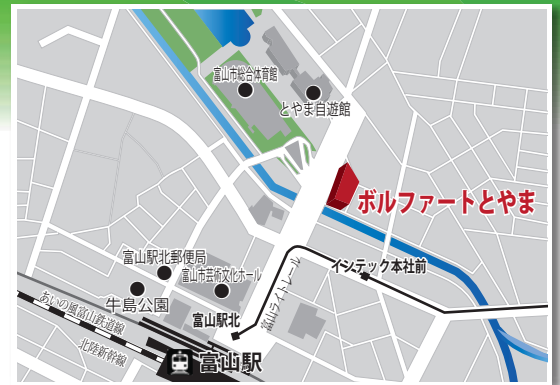 富山市総合体育館
とやま自遊館
ボルファートとやま
富山駅北郵便局
富山市芸術文化ホール
インテック本社前
牛島公園
富山ライトレール
あいの風富山鉄道線
富山駅北
北陸新幹線
富山駅